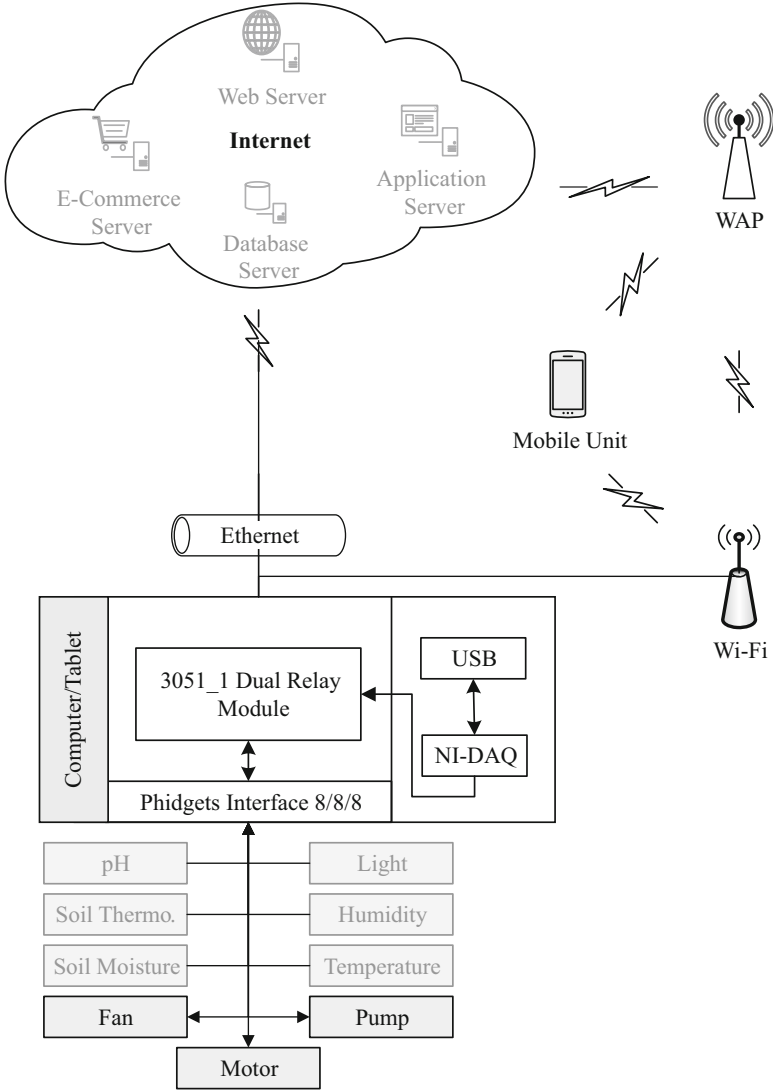 Web Server
Internet
E-Commerce
Server
Application
Server
Database
Server
WAP
Mobile Unit
Ethernet
Wi-Fi
Computer/Tablet
3051_1 Dual Relay
Module
USB
NI-DAQ
Phidgets Interface 8/8/8
pH
Light
Soil Thermo.
Humidity
Soil Moisture
Temperature
Fan
Pump
Motor